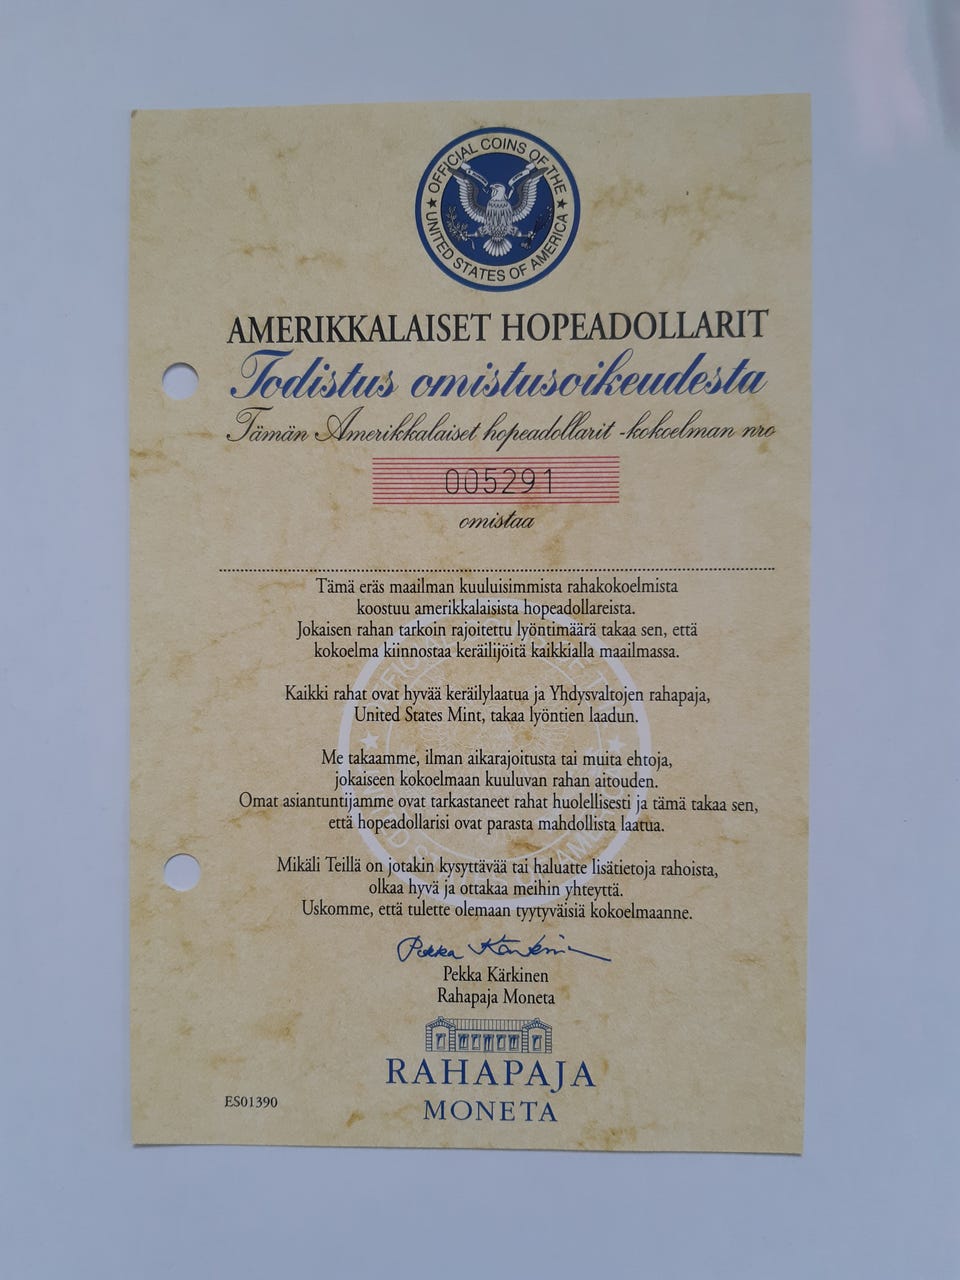 OFFICIAL COINS OF THE
UNITED STATES OF AMERICA
AMERIKKALAISET HOPEADOLLARIT
Todistus omistusoikeudesta
Tämän Amerikkalaiset hopeadollarit -kokoelman nro
005291
omistaa
Tämä eräs maailman kuuluisimmista rahakokoelmista
koostuu amerikkalaisista hopeadollareista.
Jokaisen rahan tarkoin rajoitettu lyöntimäärä takaa sen, että
kokoelma kiinnostaa keräilijöitä kaikkialla maailmassa.
Kaikki rahat ovat hyvää keräilylaatua ja Yhdysvaltojen rahapaja,
United States Mint, takaa lyöntien laadun.
Me takaamme, ilman aikarajoitusta tai muita ehtoja,
jokaiseen kokoelmaan kuuluvan rahan aitouden.
Omat asiantuntijamme ovat tarkastaneet rahat huolellisesti ja tämä takaa sen,
että hopeadollarisi ovat parasta mahdollista laatua.
Mikäli Teillä on jotakin kysyttävää tai haluatte lisätietoja rahoista,
olkaa hyvä ja ottakaa meihin yhteyttä.
Uskomme, että tulette olemaan tyytyväisiä kokoelmaanne.
Pekka Kärkinen
Pekka Kärkinen
Rahapaja Moneta
RAHAPAJA
MONETA
ES01390